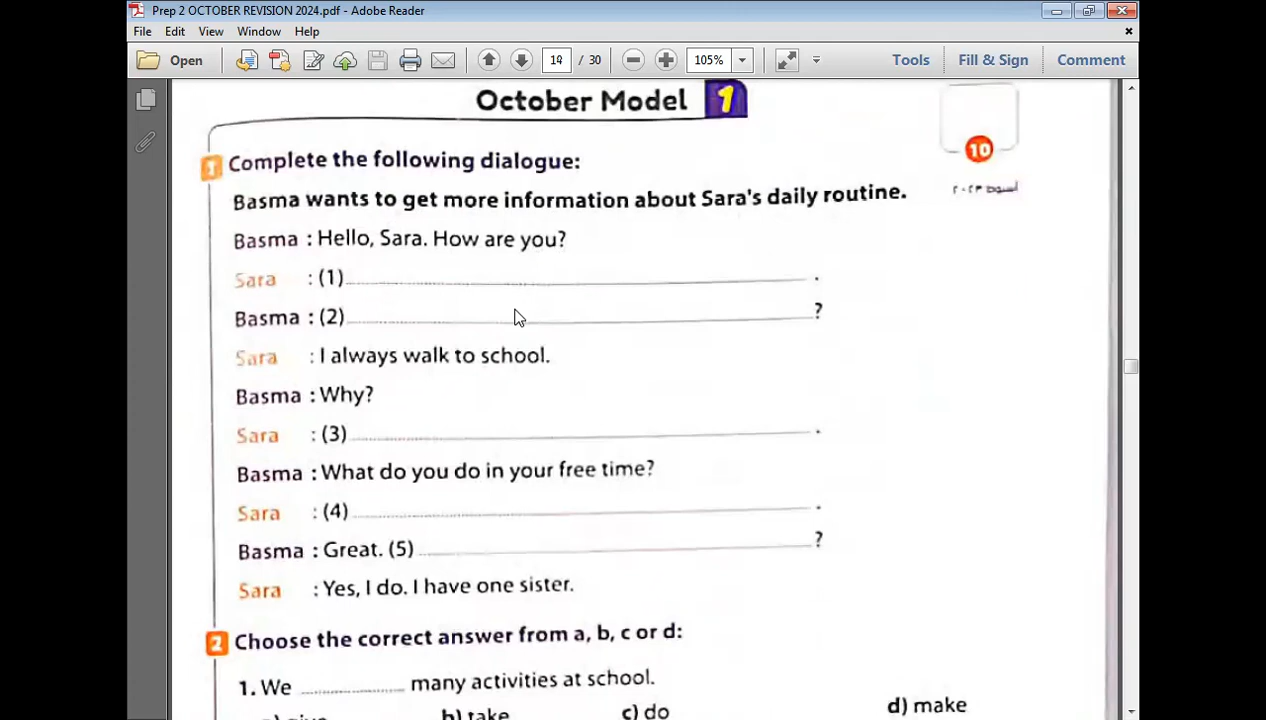 Prep 2 OCTOBER REVISION 2024.pdf - Adobe Reader
File Edit View Window Help
Open 14 / 30 105% Tools Fill & Sign Comment
October Model 1
10
1 Complete the following dialogue:
Basma wants to get more information about Sara's daily routine.
Basma : Hello, Sara. How are you?
Sara : (1) .
Basma : (2) ?
Sara : I always walk to school.
Basma : Why?
Sara : (3) .
Basma : What do you do in your free time?
Sara : (4) .
Basma : Great. (5) ?
Sara : Yes, I do. I have one sister.
2 Choose the correct answer from a, b, c or d:
1. We ............ many activities at school.
a) give b) take c) do d) make